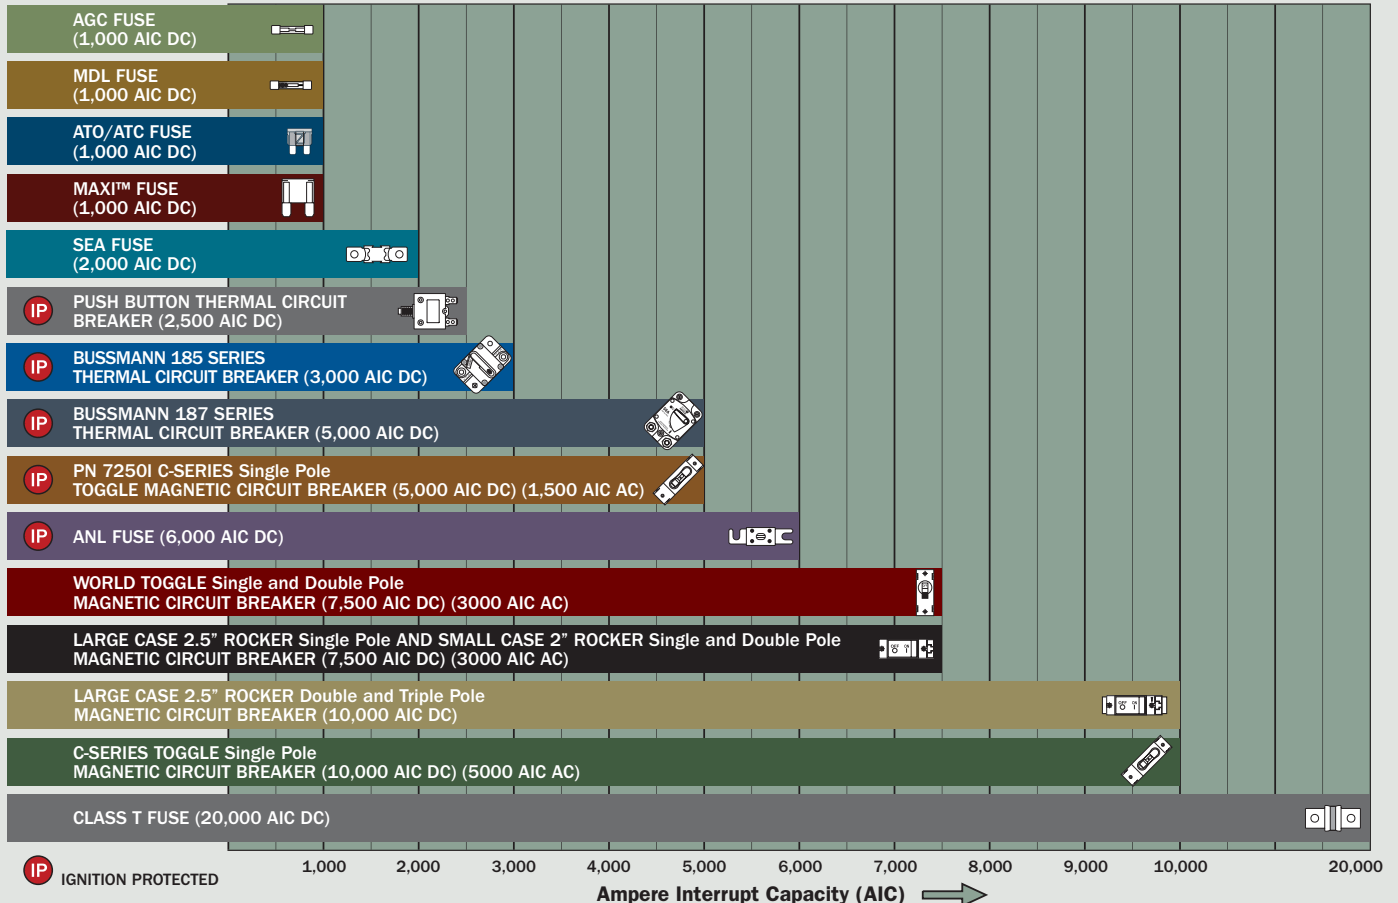 AGC FUSE
(1,000 AIC DC)
MDL FUSE
(1,000 AIC DC)
ATO/ATC FUSE
(1,000 AIC DC)
MAXI™ FUSE
(1,000 AIC DC)
SEA FUSE
(2,000 AIC DC)
IP PUSH BUTTON THERMAL CIRCUIT
BREAKER (2,500 AIC DC)
IP BUSSMANN 185 SERIES
THERMAL CIRCUIT BREAKER (3,000 AIC DC)
IP BUSSMANN 187 SERIES
THERMAL CIRCUIT BREAKER (5,000 AIC DC)
IP PN 7250I C-SERIES Single Pole
TOGGLE MAGNETIC CIRCUIT BREAKER (5,000 AIC DC) (1,500 AIC AC)
IP ANL FUSE (6,000 AIC DC)
WORLD TOGGLE Single and Double Pole
MAGNETIC CIRCUIT BREAKER (7,500 AIC DC) (3000 AIC AC)
LARGE CASE 2.5” ROCKER Single Pole AND SMALL CASE 2” ROCKER Single and Double Pole
MAGNETIC CIRCUIT BREAKER (7,500 AIC DC) (3000 AIC AC)
OFF ON
LARGE CASE 2.5” ROCKER Double and Triple Pole
MAGNETIC CIRCUIT BREAKER (10,000 AIC DC)
OFF ON
C-SERIES TOGGLE Single Pole
MAGNETIC CIRCUIT BREAKER (10,000 AIC DC) (5000 AIC AC)
CLASS T FUSE (20,000 AIC DC)
1,000 2,000 3,000 4,000 5,000 6,000 7,000 8,000 9,000 10,000 20,000
IP IGNITION PROTECTED
Ampere Interrupt Capacity (AIC)